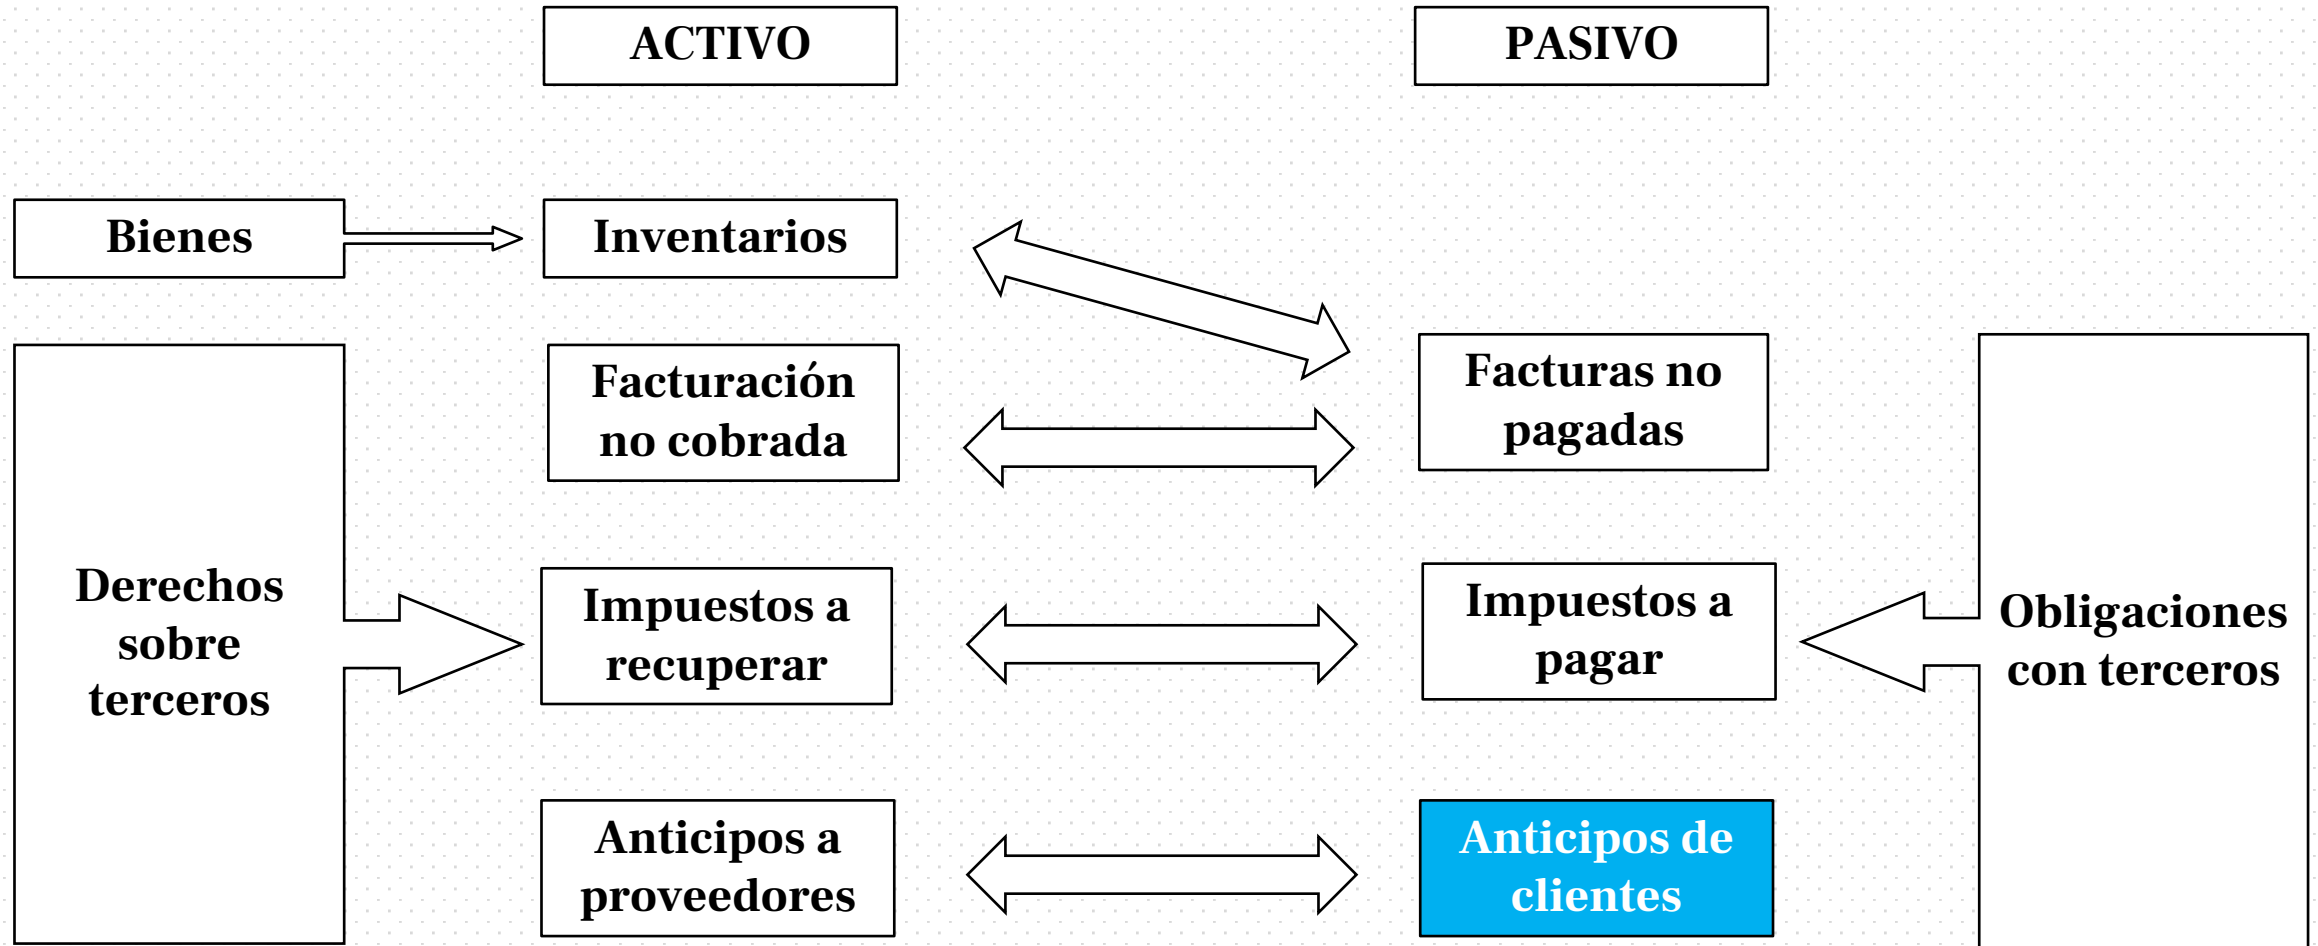 ACTIVO
PASIVO
Bienes
Inventarios
Facturación
no cobrada
Facturas no
pagadas
Derechos
sobre
terceros
Impuestos a
recuperar
Impuestos a
pagar
Obligaciones
con terceros
Anticipos a
proveedores
Anticipos de
clientes